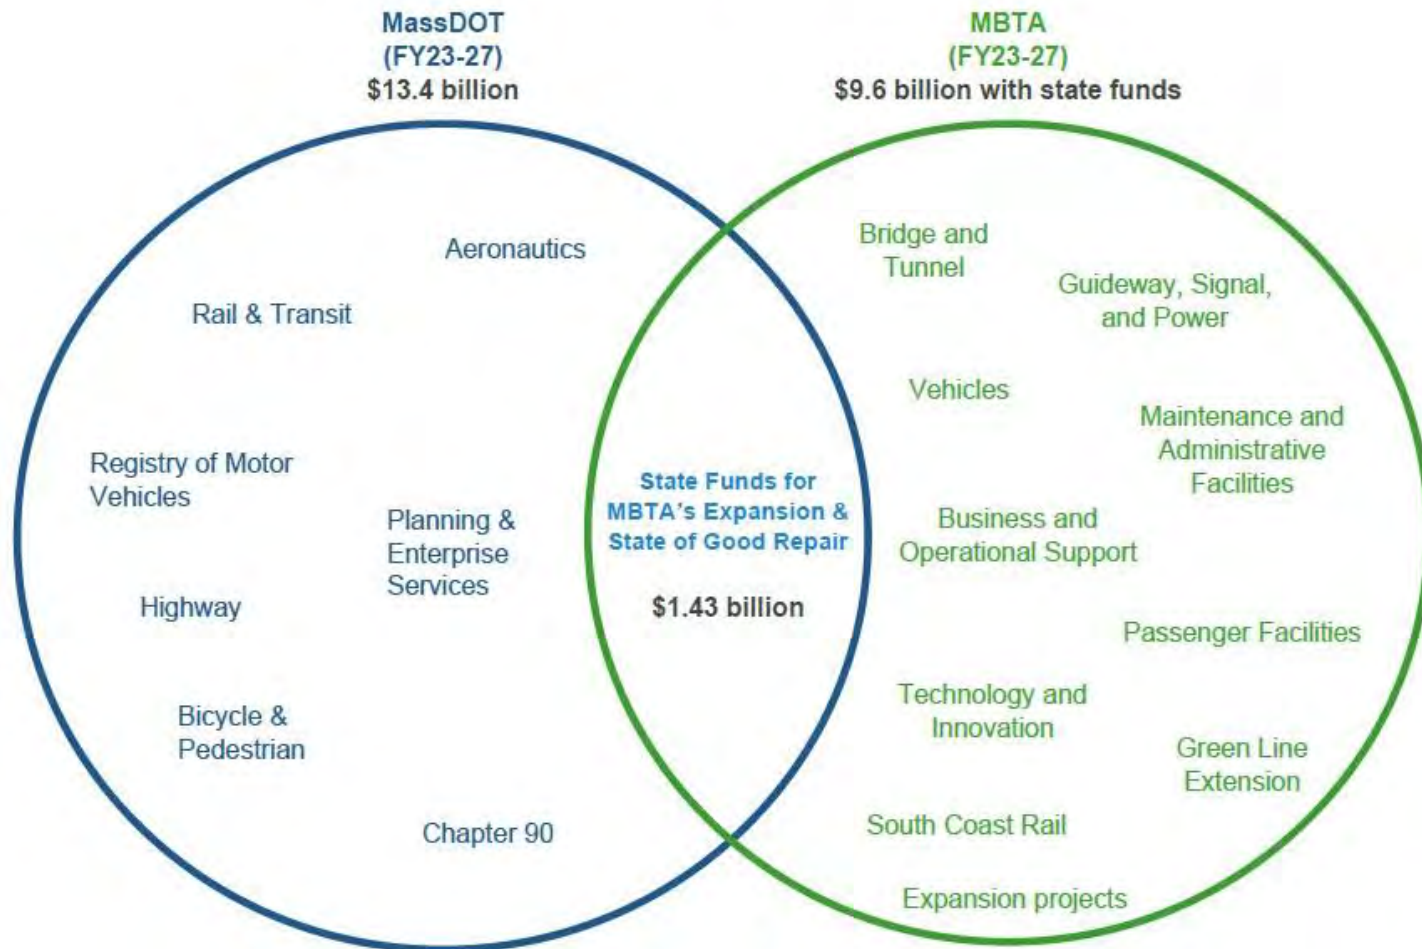 MassDOT
(FY23-27)
$13.4 billion
MBTA
(FY23-27)
$9.6 billion with state funds
Aeronautics
Rail & Transit
Registry of Motor
Vehicles
Planning &
Enterprise
Services
Highway
Bicycle &
Pedestrian
Chapter 90
State Funds for
MBTA's Expansion &
State of Good Repair
$1.43 billion
Bridge and
Tunnel
Guideway, Signal,
and Power
Vehicles
Maintenance and
Administrative
Facilities
Business and
Operational Support
Passenger Facilities
Technology and
Innovation
Green Line
Extension
South Coast Rail
Expansion projects